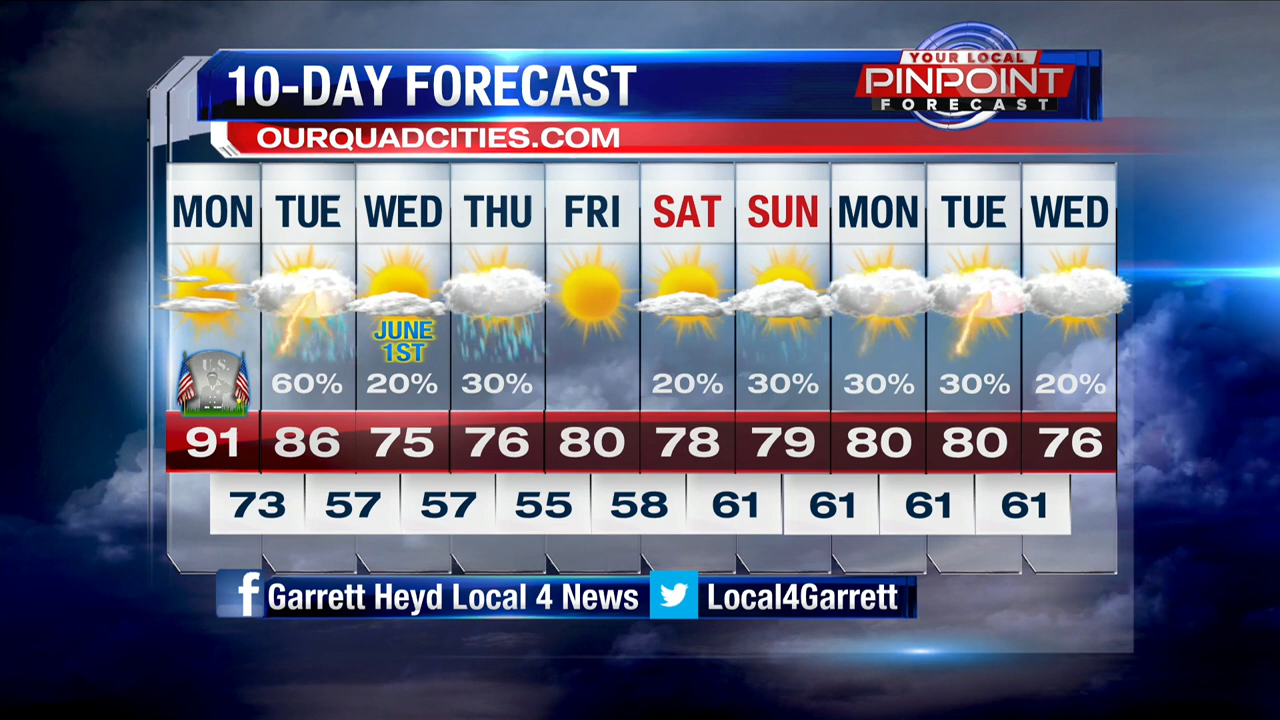 10-DAY FORECAST
YOUR LOCAL
PINPOINT
FORECAST
OURQUADCITIES.COM
MON TUE WED THU FRI SAT SUN MON TUE WED
JUNE
1ST
U.S.
60% 20% 30% 20% 30% 30% 30% 20%
91 86 75 76 80 78 79 80 80 76
73 57 57 55 58 61 61 61 61
f Garrett Heyd Local 4 News Local4Garrett